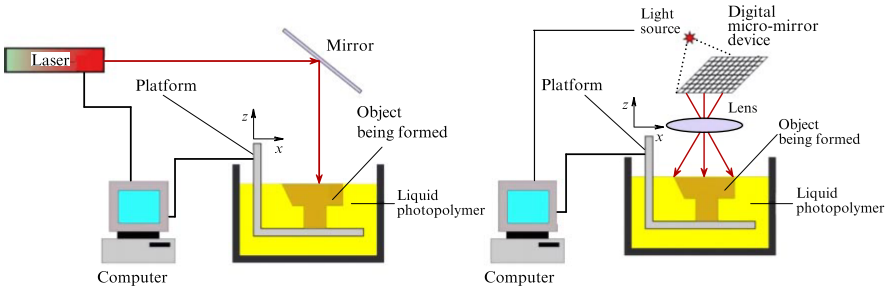 Laser
Mirror
Platform
z
x
Object
being formed
Liquid
photopolymer
Computer
Light
source
Digital
micro-mirror
device
Platform
z
x
Lens
Object
being formed
Liquid
photopolymer
Computer